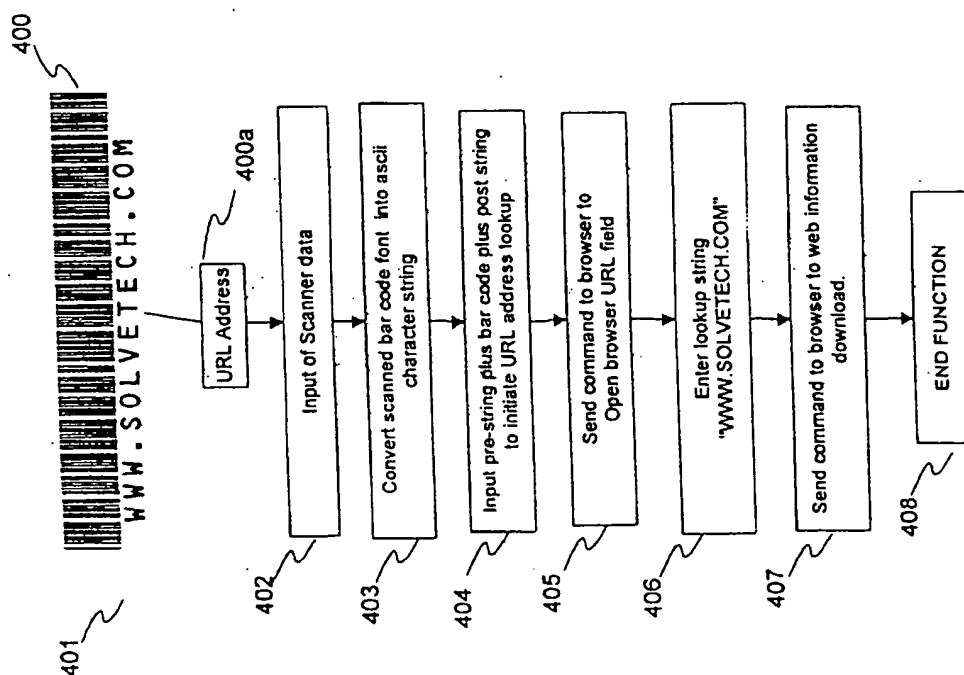 400
WWW.SOLVETECH.COM
401
400a
URL Address
402
Input of Scanner data
403
Convert scanned bar code font into ascii
character string
404
Input pre-string plus bar code plus post string
to initiate URL address lookup
405
Send command to browser to
Open browser URL field
406
Enter lookup string
"WWW.SOLVETECH.COM"
407
Send command to browser to web information
download.
408
END FUNCTION